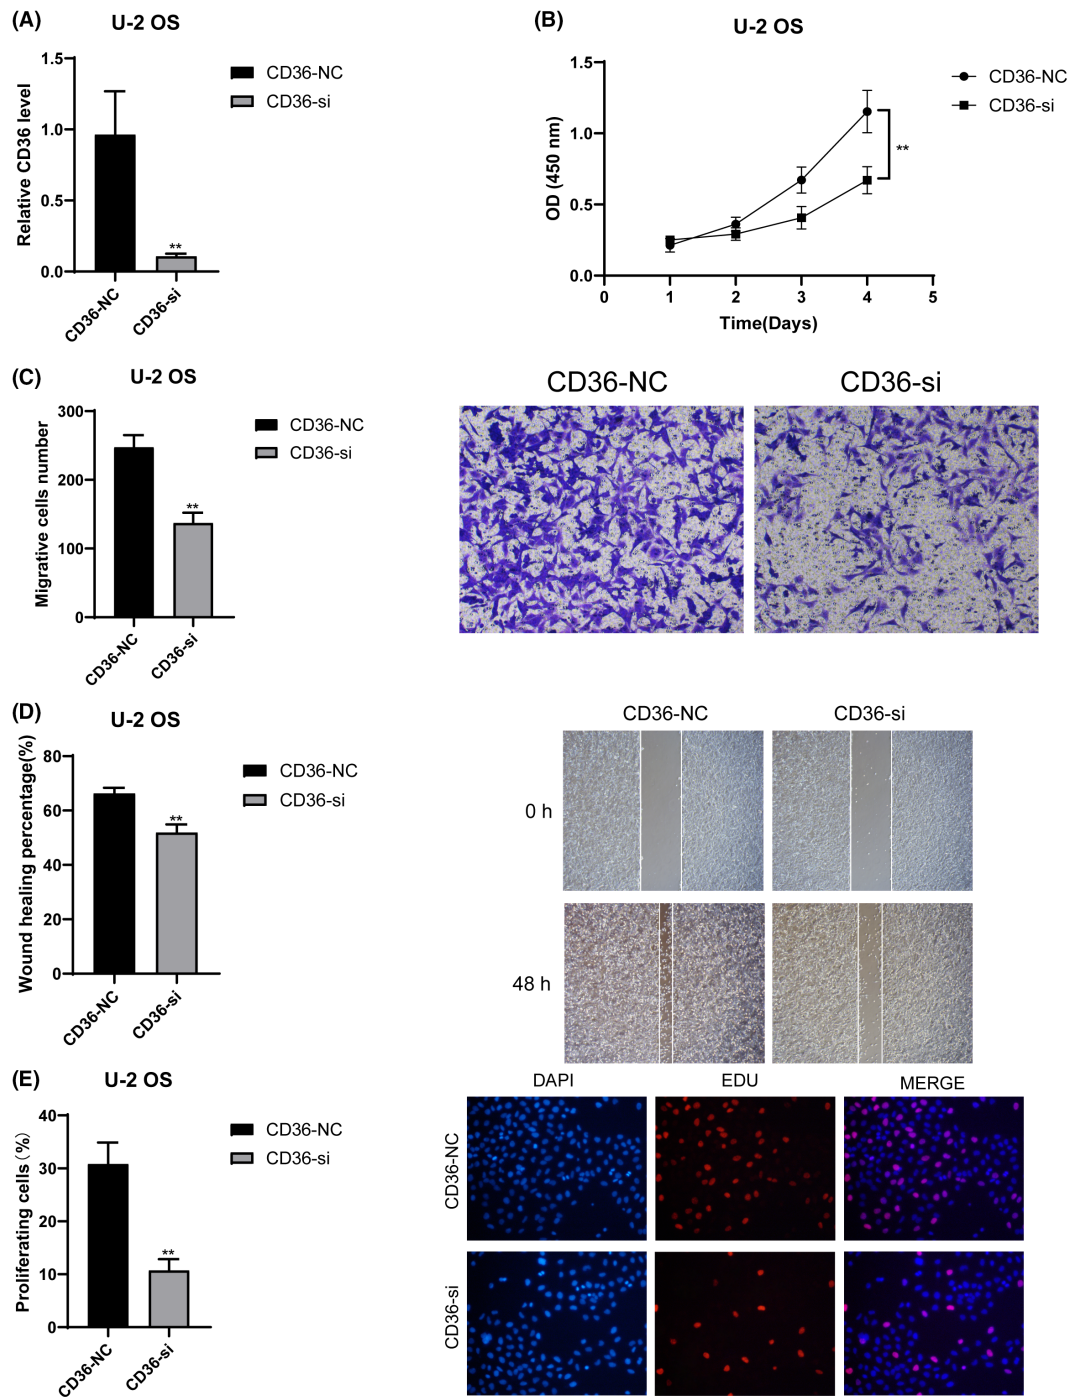 (A)
U-2 OS
Relative CD36 level
1.5
1.0
0.5
0.0
CD36-NC
CD36-si
CD36-NC
CD36-si
**
(B)
U-2 OS
OD (450 nm)
1.5
1.0
0.5
0.0
0 1 2 3 4 5
Time(Days)
CD36-NC
CD36-si
**
(C)
U-2 OS
Migrative cells number
300
200
100
0
CD36-NC
CD36-si
CD36-NC
CD36-si
**
CD36-NC CD36-si
(D)
U-2 OS
Wound healing percentage(%)
80
60
40
20
0
CD36-NC
CD36-si
CD36-NC
CD36-si
**
CD36-NC CD36-si
0 h
48 h
(E)
U-2 OS
Proliferating cells (%)
40
30
20
10
0
CD36-NC
CD36-si
CD36-NC
CD36-si
**
DAPI EDU MERGE
CD36-NC
CD36-si